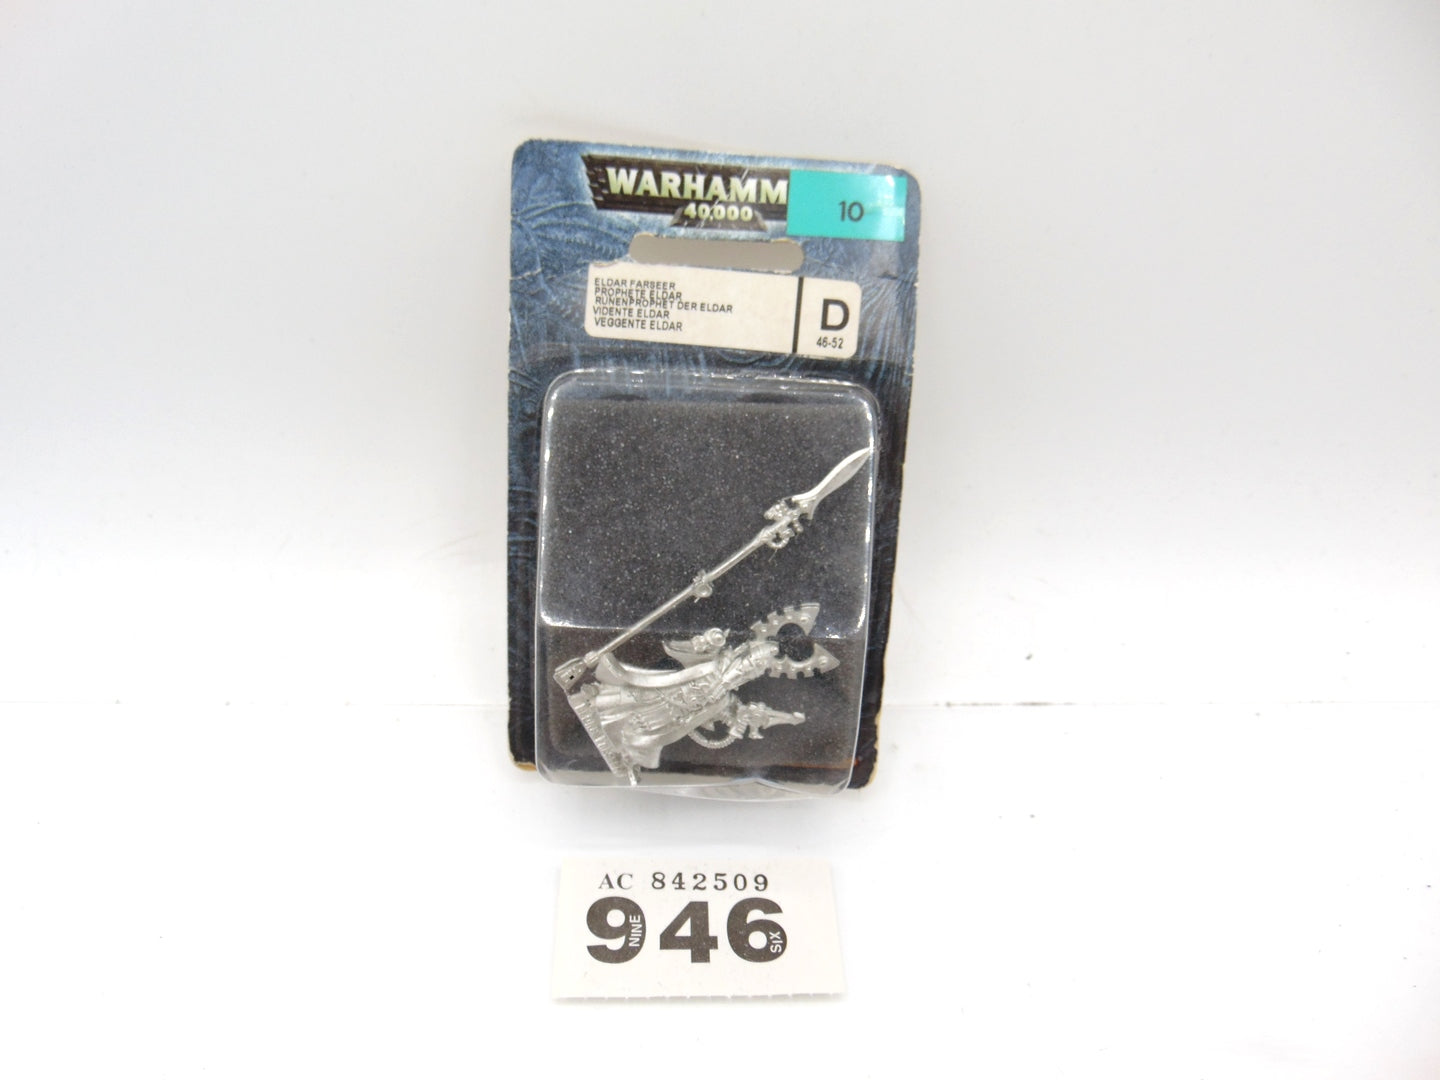 WARHAMM
40,000
10
ELDAR FARSEER
PROPHETE ELDAR
RUNENPROPHET DER ELDAR
VIDENTE ELDAR
VEGGENTE ELDAR
D
46-52
AC 842509
946
NINE
SIX